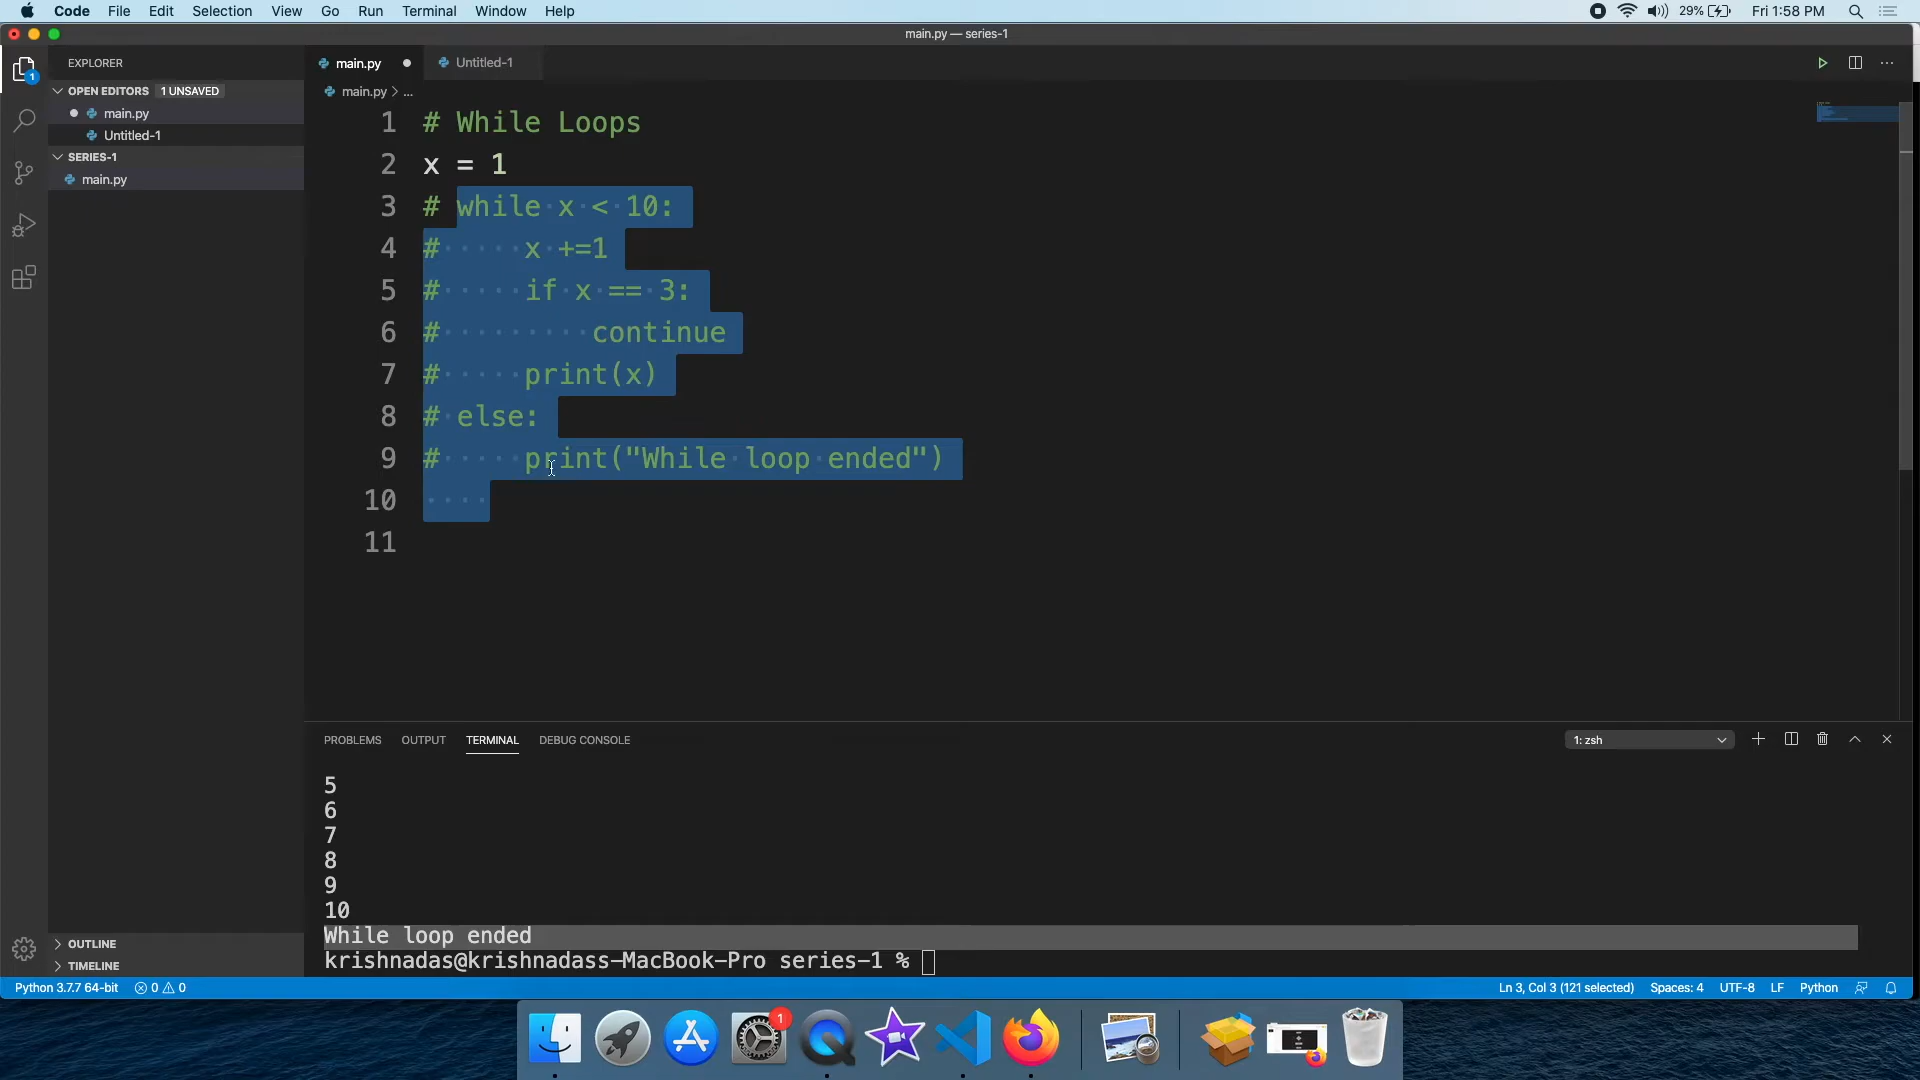 Code File Edit Selection View Go Run Terminal Window Help 29% Fri 1:58 PM
main.py — series-1
EXPLORER
main.py
Untitled-1
OPEN EDITORS 1 UNSAVED
main.py > ...
main.py
Untitled-1
SERIES-1
main.py
1
1 # While Loops
2 x = 1
3 # while x < 10:
4 # x +=1
5 # if x == 3:
6 # continue
7 # print(x)
8 # else:
9 # print("While loop ended")
10
11
PROBLEMS OUTPUT TERMINAL DEBUG CONSOLE 1: zsh
5
6
7
8
9
10
While loop ended
krishnadas@krishnadass-MacBook-Pro series-1 %
OUTLINE
TIMELINE
Python 3.7.7 64-bit 0 0 Ln 3, Col 3 (121 selected) Spaces: 4 UTF-8 LF Python
1